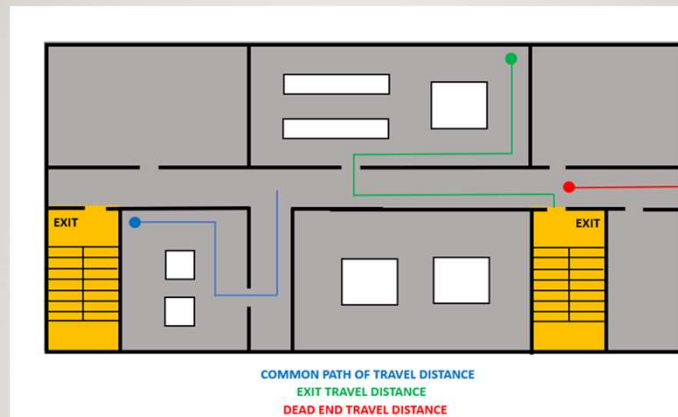 EXIT
EXIT
COMMON PATH OF TRAVEL DISTANCE
EXIT TRAVEL DISTANCE
DEAD END TRAVEL DISTANCE